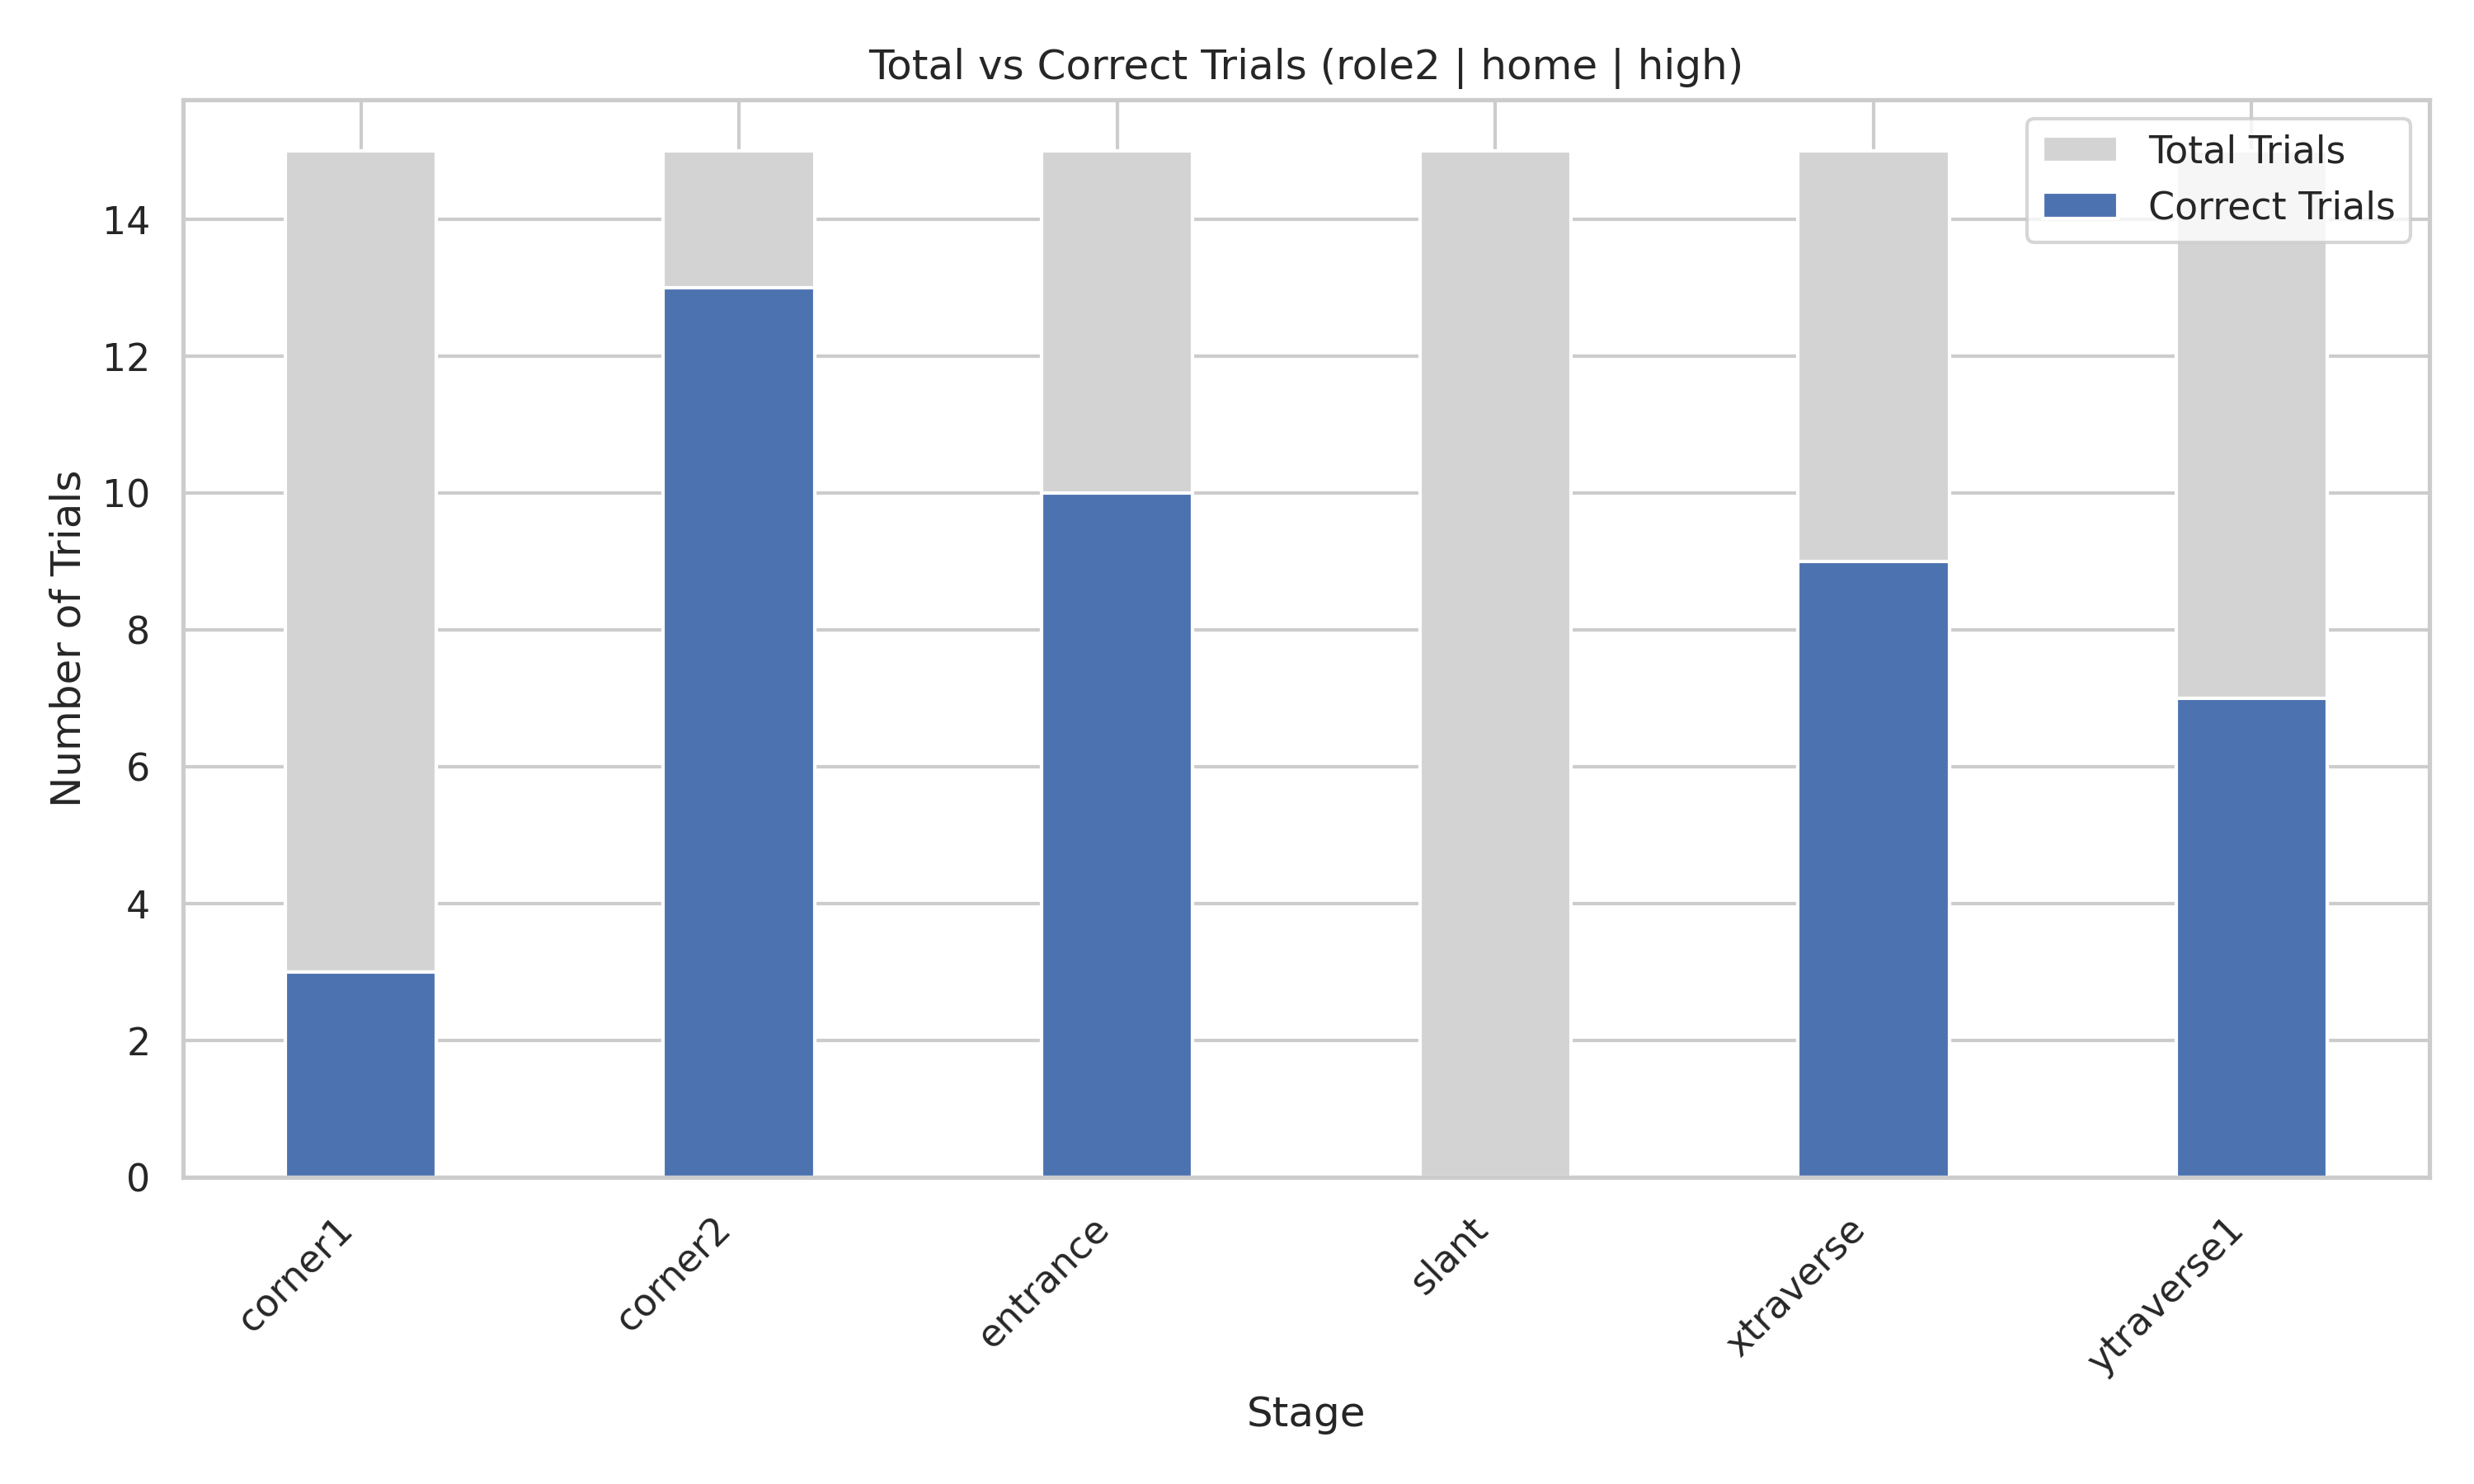 Total vs Correct Trials (role2 | home | high)
Total Trials
Correct Trials
Number of Trials
14
12
10
8
6
4
2
0
corner1
corner2
entrance
slant
xtraverse
ytraverse1
Stage